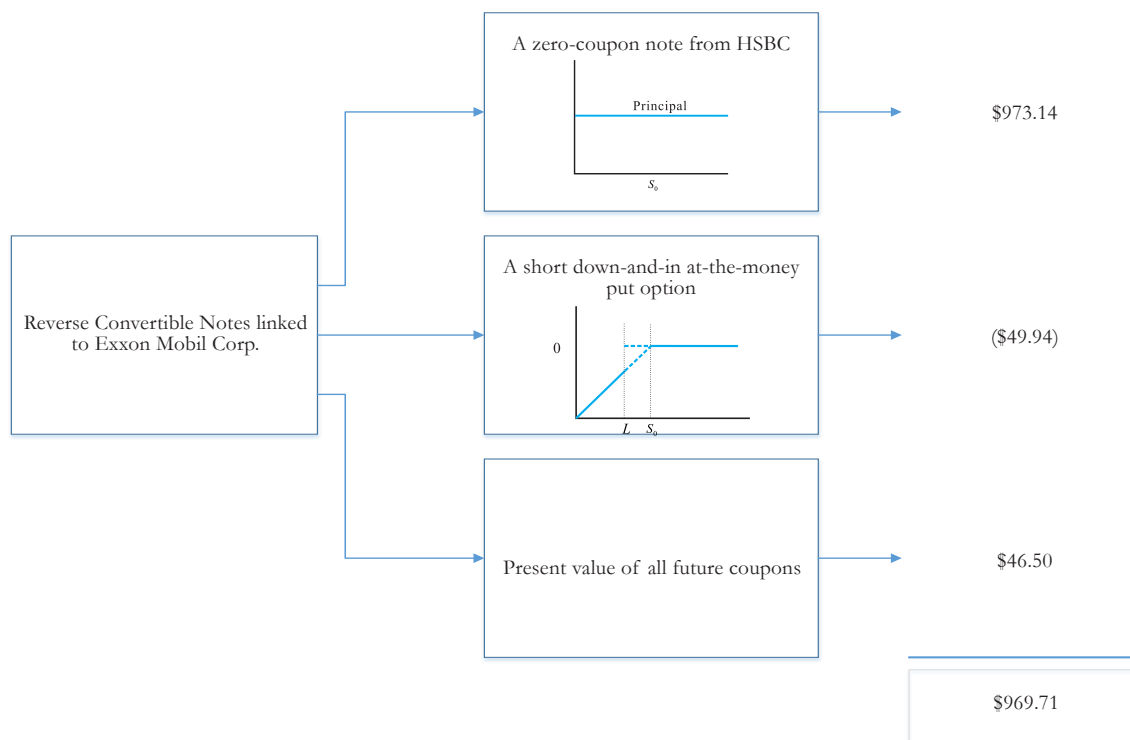 A zero-coupon note from HSBC
Principal
S₀
$973.14
Reverse Convertible Notes linked
to Exxon Mobil Corp.
A short down-and-in at-the-money
put option
0
L S₀
($49.94)
Present value of all future coupons
$46.50
$969.71